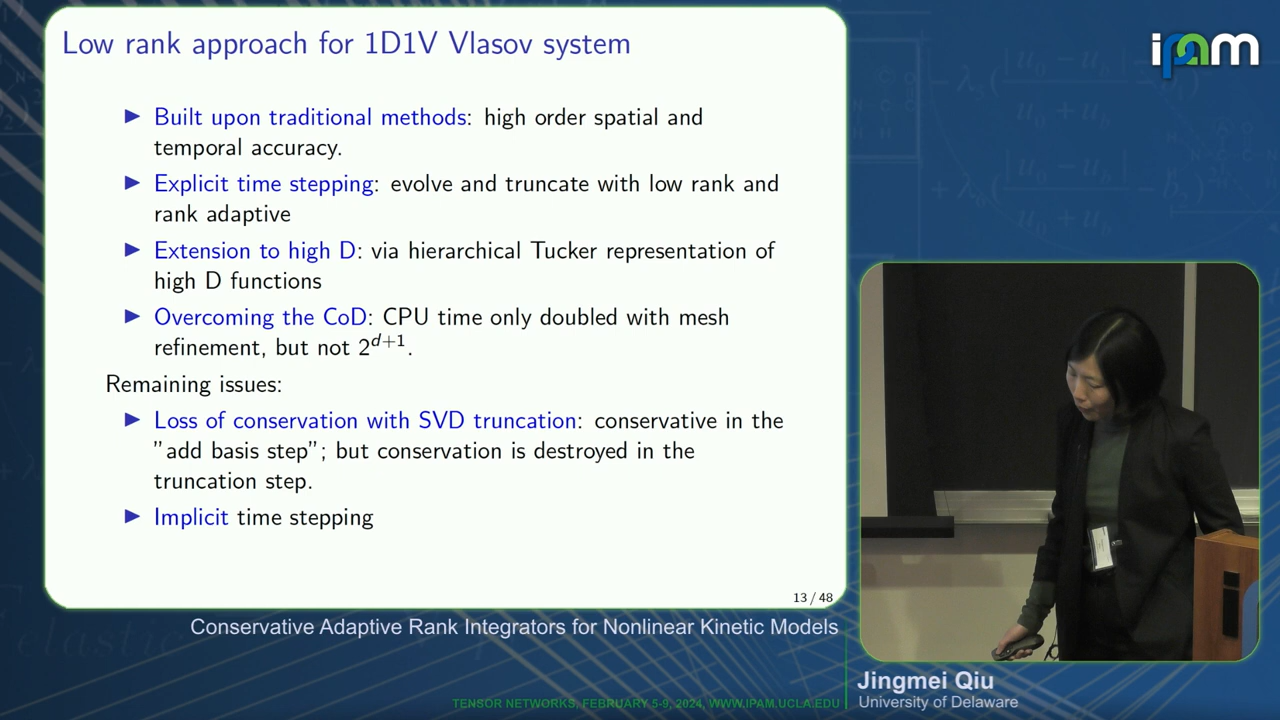 Low rank approach for 1D1V Vlasov system
▶ Built upon traditional methods: high order spatial and
temporal accuracy.
▶ Explicit time stepping: evolve and truncate with low rank and
rank adaptive
▶ Extension to high D: via hierarchical Tucker representation of
high D functions
▶ Overcoming the CoD: CPU time only doubled with mesh
refinement, but not 2^{d+1}.
Remaining issues:
▶ Loss of conservation with SVD truncation: conservative in the
"add basis step"; but conservation is destroyed in the
truncation step.
▶ Implicit time stepping
13 / 48
ipam
Conservative Adaptive Rank Integrators for Nonlinear Kinetic Models
Jingmei Qiu
University of Delaware
TENSOR NETWORKS, FEBRUARY 5-9, 2024, WWW.IPAM.UCLA.EDU